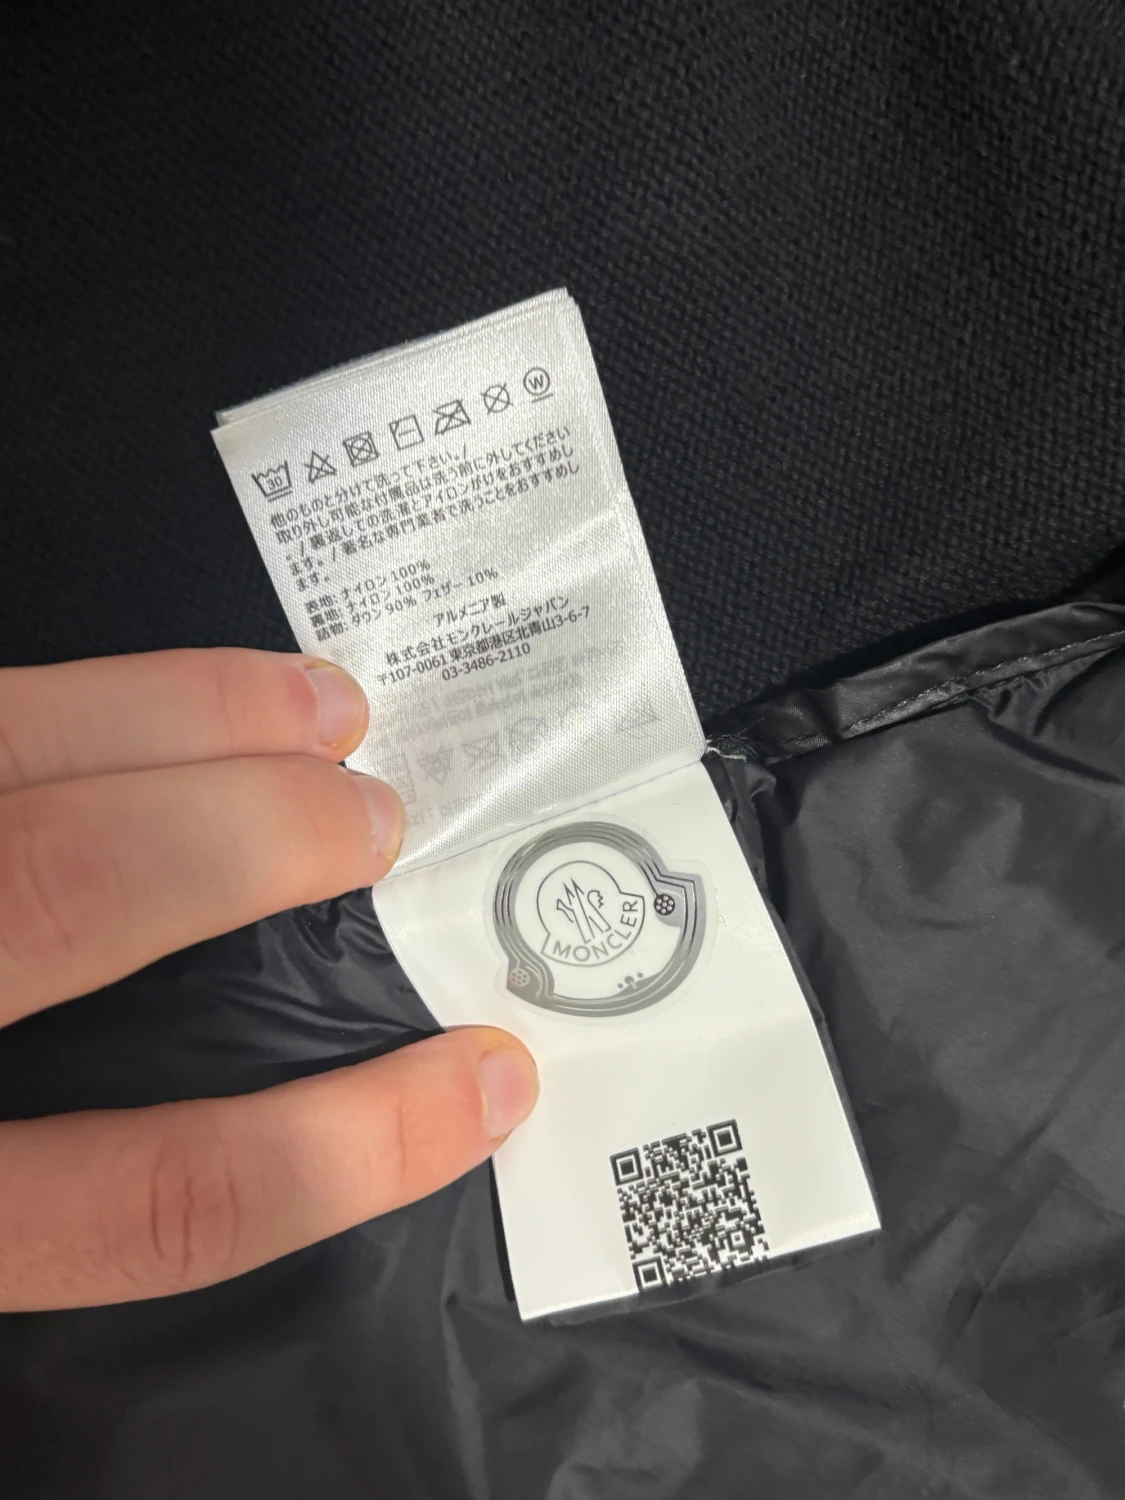 30
W
他のものと分けて洗って下さい。/
取り外し可能な付属品は洗う前に外してください
。/裏返しての洗濯とアイロンがけをおすすめし
ます。/著名な専門業者で洗うことをおすすめし
ます。
表地: ナイロン 100%
裏地: ナイロン 100%
詰物: ダウン 90% フェザー 10%
アルメニア製
株式会社モンクレールジャパン
〒107-0061 東京都港区北青山3-6-7
03-3486-2110
MONCLER